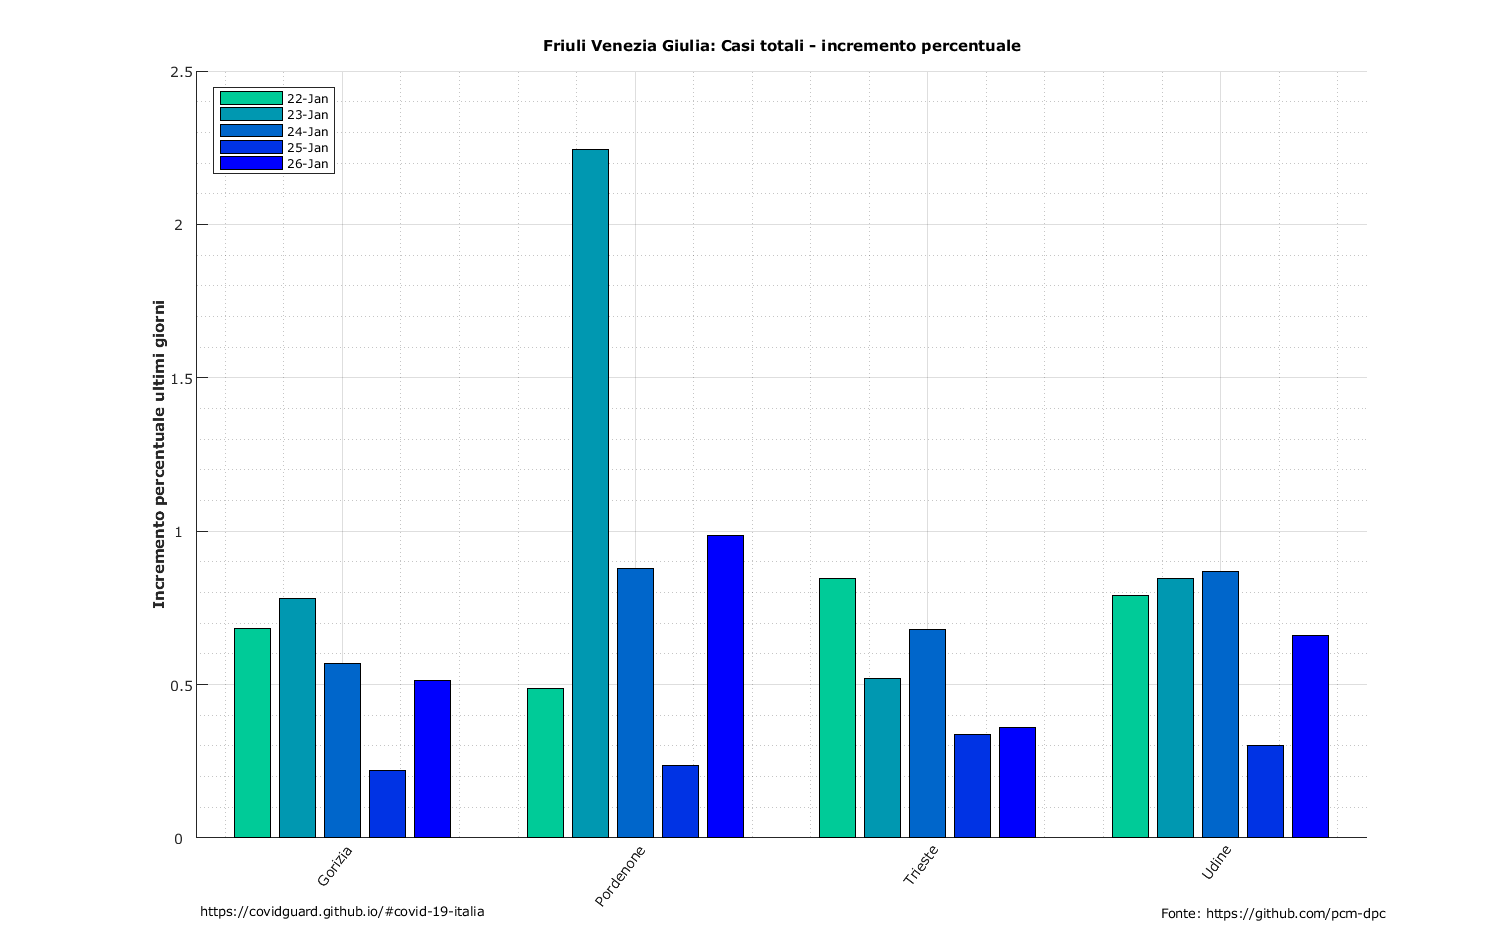 Friuli Venezia Giulia: Casi totali - incremento percentuale
22-Jan
23-Jan
24-Jan
25-Jan
26-Jan
Incremento percentuale ultimi giorni
2.5
2
1.5
1
0.5
0
Gorizia
Pordenone
Trieste
Udine
https://covidguard.github.io/#covid-19-italia
Fonte: https://github.com/pcm-dpc